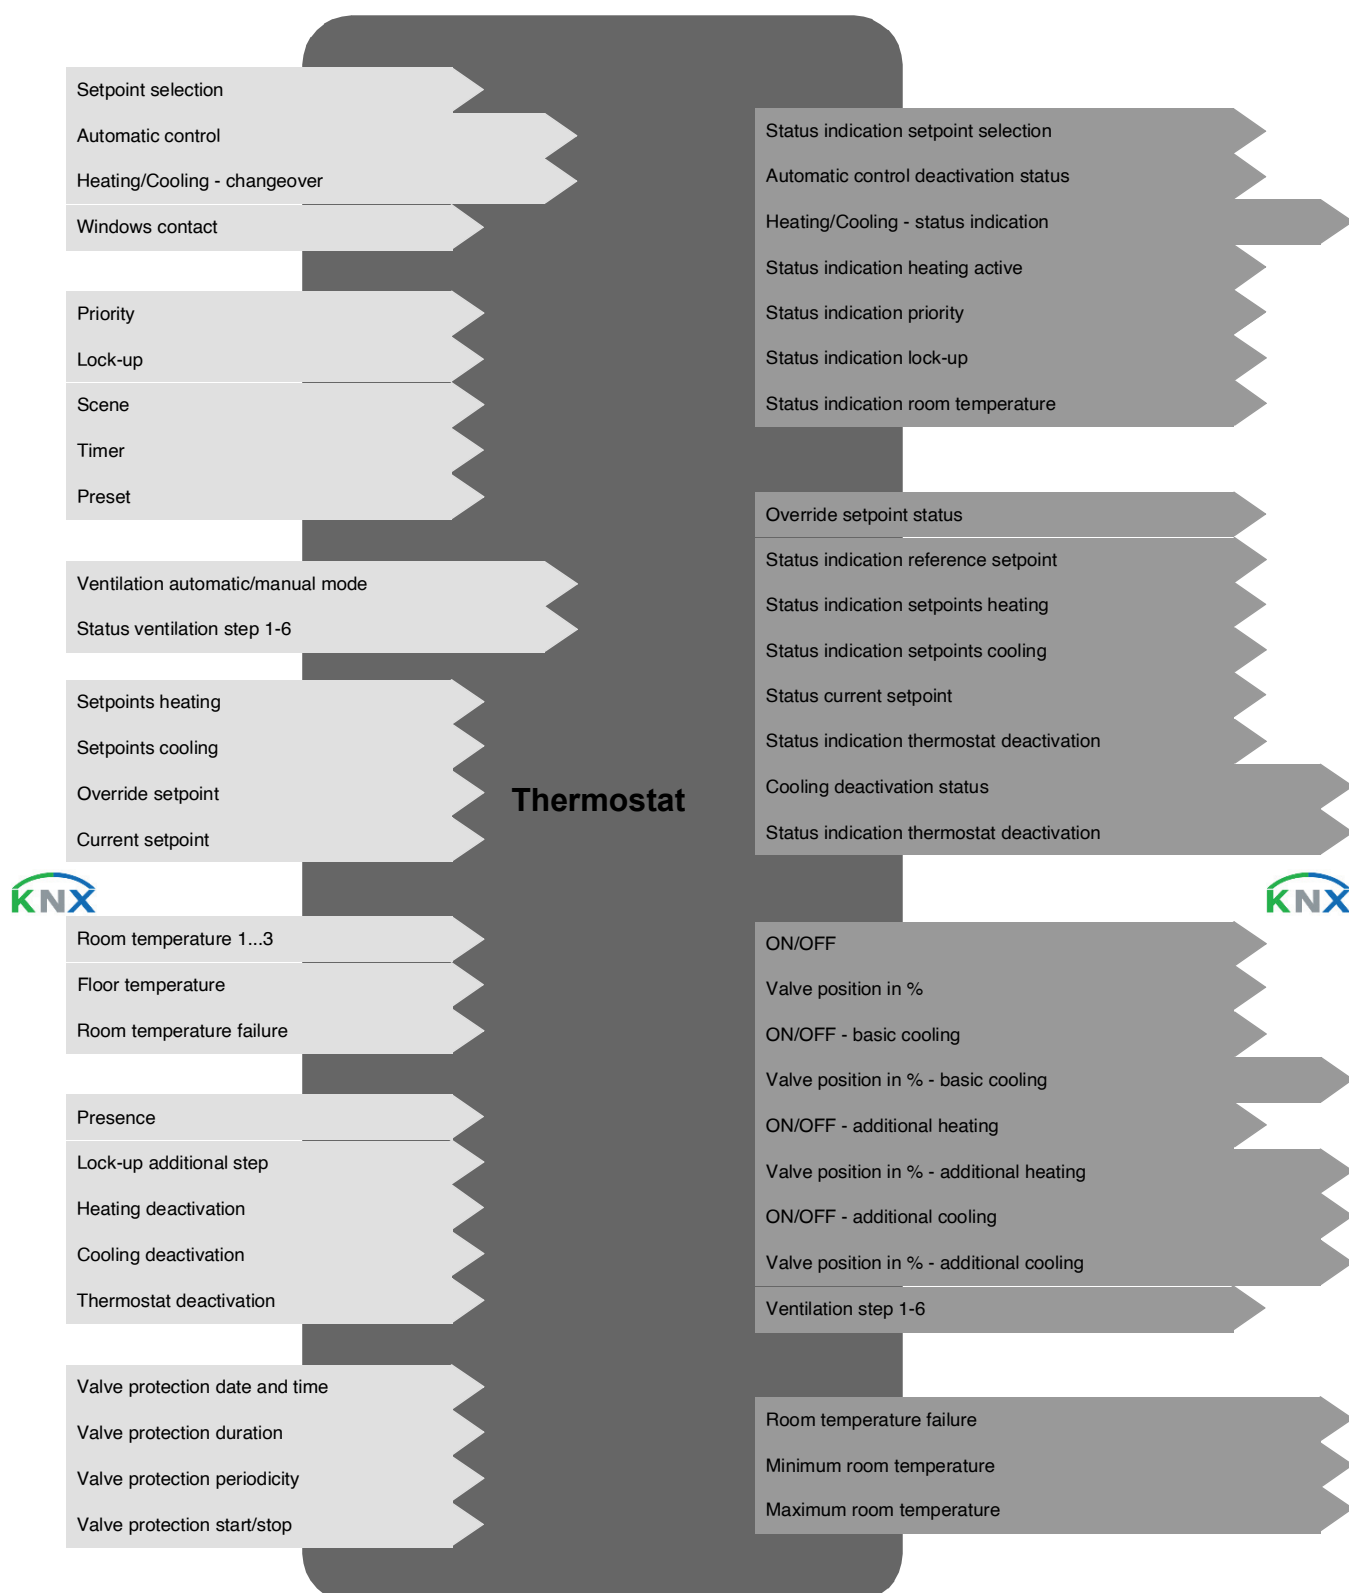 Setpoint selection
Automatic control
Heating/Cooling - changeover
Windows contact
Priority
Lock-up
Scene
Timer
Preset
Ventilation automatic/manual mode
Status ventilation step 1-6
Setpoints heating
Setpoints cooling
Override setpoint
Current setpoint
KNX
Room temperature 1...3
Floor temperature
Room temperature failure
Presence
Lock-up additional step
Heating deactivation
Cooling deactivation
Thermostat deactivation
Valve protection date and time
Valve protection duration
Valve protection periodicity
Valve protection start/stop
Thermostat
Status indication setpoint selection
Automatic control deactivation status
Heating/Cooling - status indication
Status indication heating active
Status indication priority
Status indication lock-up
Status indication room temperature
Override setpoint status
Status indication reference setpoint
Status indication setpoints heating
Status indication setpoints cooling
Status current setpoint
Status indication thermostat deactivation
Cooling deactivation status
Status indication thermostat deactivation
KNX
ON/OFF
Valve position in %
ON/OFF - basic cooling
Valve position in % - basic cooling
ON/OFF - additional heating
Valve position in % - additional heating
ON/OFF - additional cooling
Valve position in % - additional cooling
Ventilation step 1-6
Room temperature failure
Minimum room temperature
Maximum room temperature